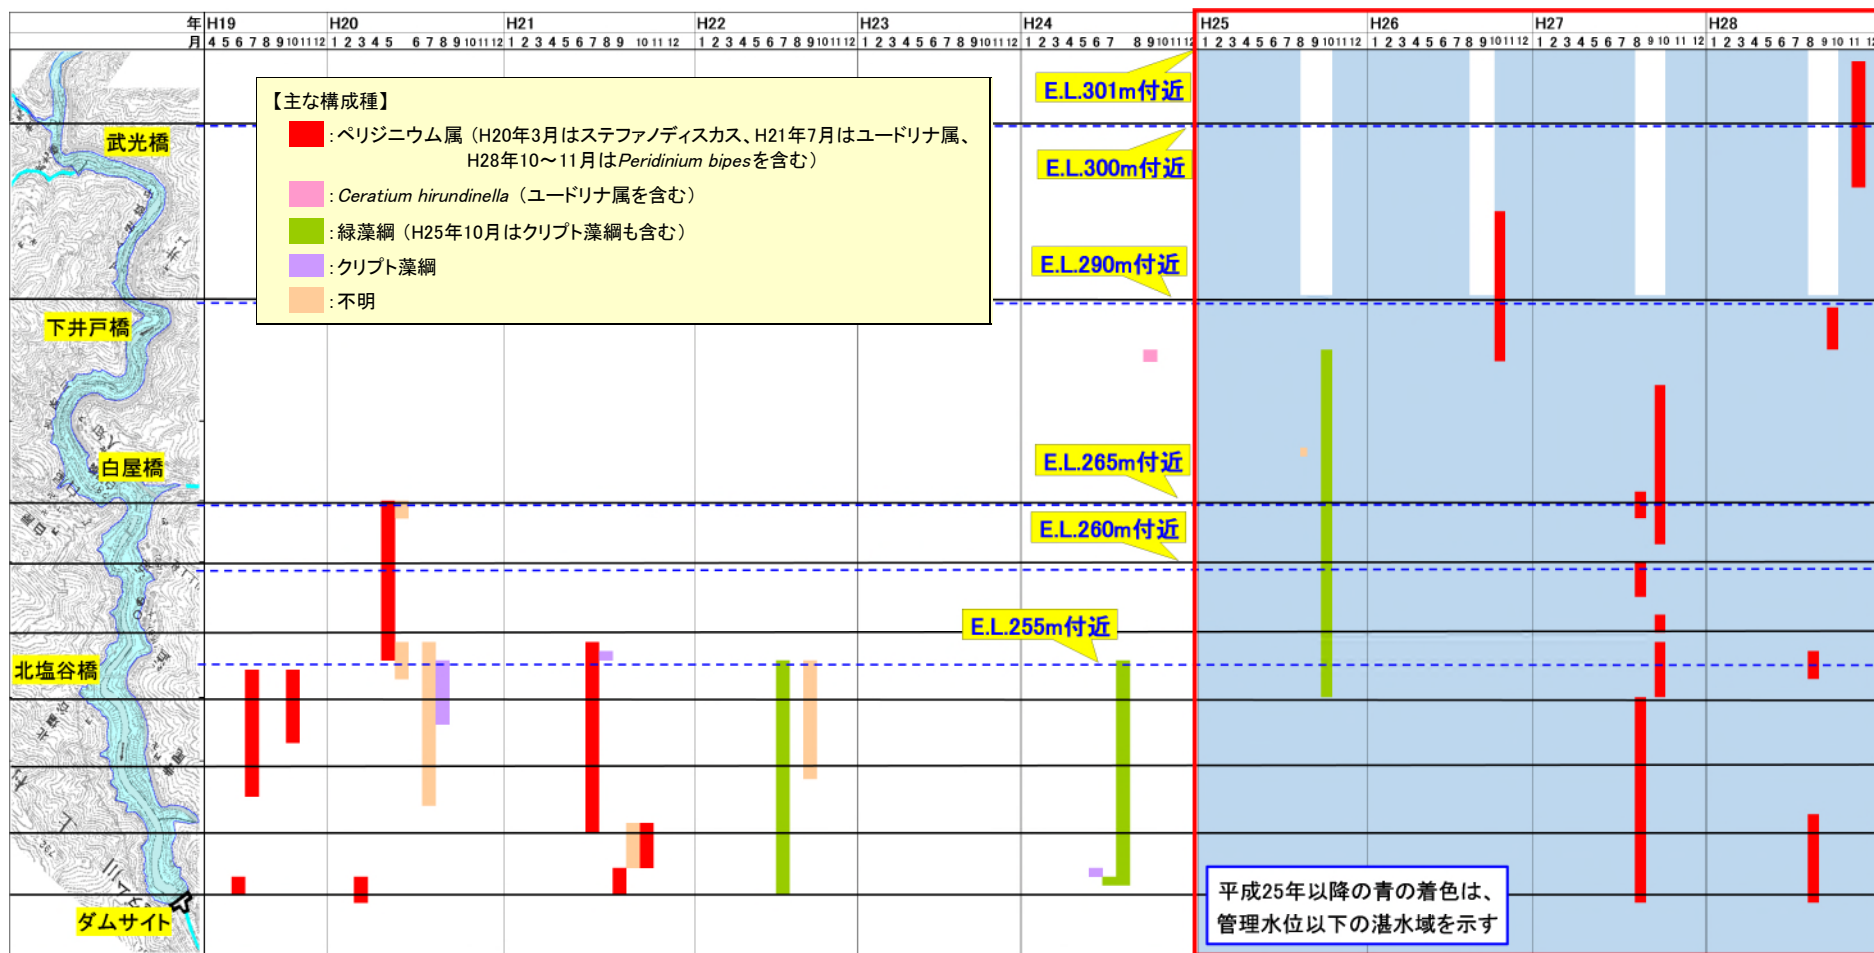 年 H19 H20 H21 H22 H23 H24 H25 H26 H27 H28
月 4 5 6 7 8 9 10 11 12 1 2 3 4 5 6 7 8 9 10 11 12 1 2 3 4 5 6 7 8 9 10 11 12 1 2 3 4 5 6 7 8 9 10 11 12 1 2 3 4 5 6 7 8 9 10 11 12 1 2 3 4 5 6 7 8 9 10 11 12 1 2 3 4 5 6 7 8 9 10 11 12 1 2 3 4 5 6 7 8 9 10 11 12 1 2 3 4 5 6 7 8 9 10 11 12 1 2 3 4 5 6 7 8 9 10 11 12
【主な構成種】
:ペリジニウム属（H20年3月はステファノディスカス、H21年7月はユードリナ属、
H28年10～11月はPeridinium bipesを含む）
:Ceratium hirundinella（ユードリナ属を含む）
:緑藻綱（H25年10月はクリプト藻綱も含む）
:クリプト藻綱
:不明
E.L.301m付近
武光橋
E.L.300m付近
E.L.290m付近
下井戸橋
E.L.265m付近
白屋橋
E.L.260m付近
E.L.255m付近
北塩谷橋
ダムサイト
平成25年以降の青の着色は、
管理水位以下の湛水域を示す